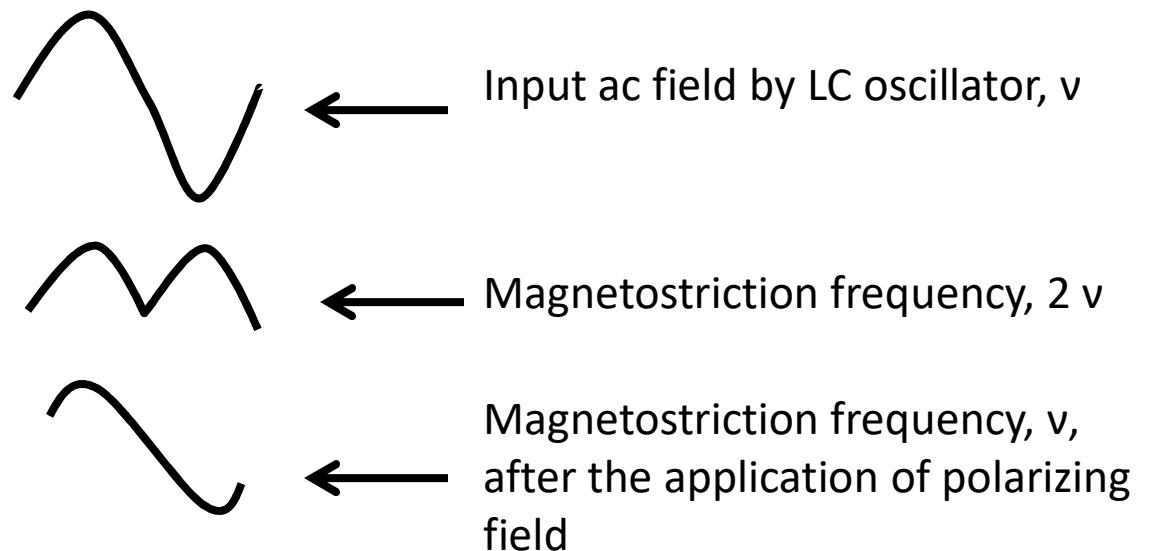 Input ac field by LC oscillator, ν
Magnetostriction frequency, 2 ν
Magnetostriction frequency, ν,
after the application of polarizing
field